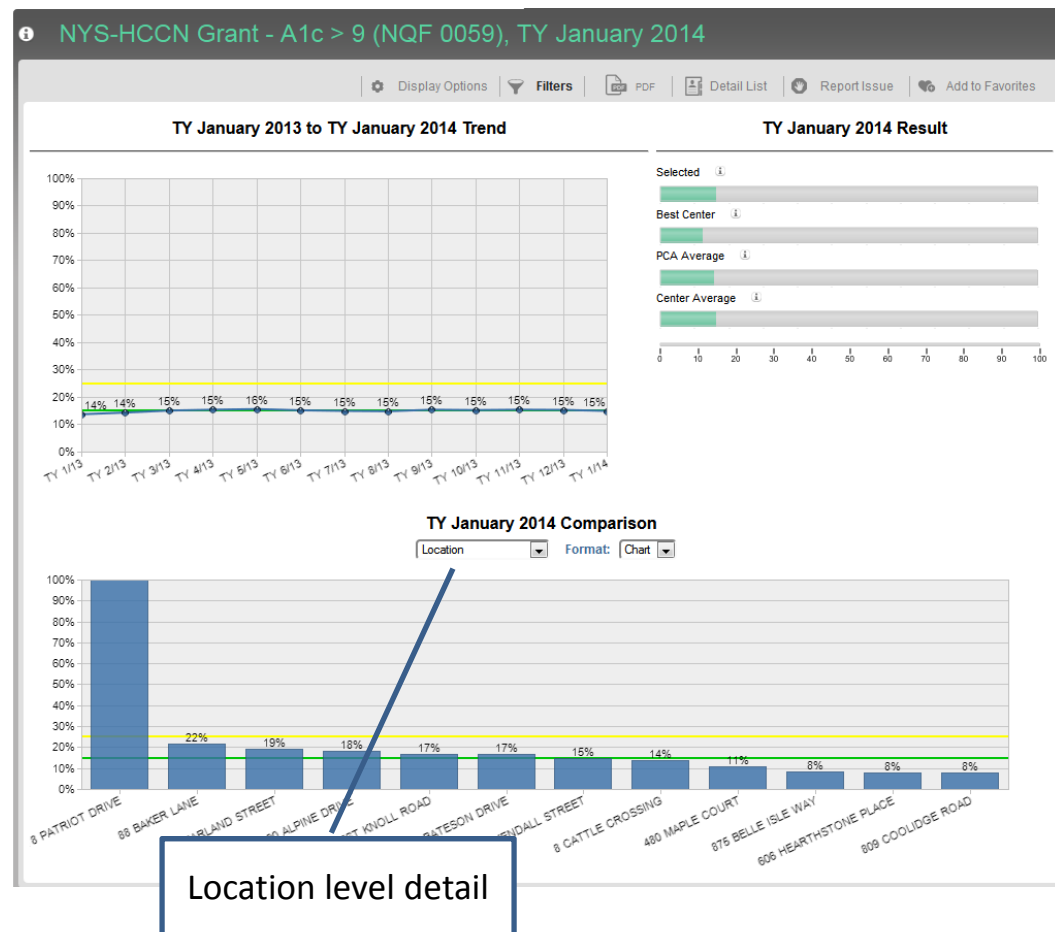 NYS-HCCN Grant - A1c > 9 (NQF 0059), TY January 2014
Display Options Filters PDF Detail List Report Issue Add to Favorites
TY January 2013 to TY January 2014 Trend
100%
90%
80%
70%
60%
50%
40%
30%
20%
10%
0%
14% 14% 15% 15% 16% 15% 15% 15% 15% 15% 15% 15% 15%
TY 1/13 TY 2/13 TY 3/13 TY 4/13 TY 5/13 TY 6/13 TY 7/13 TY 8/13 TY 9/13 TY 10/13 TY 11/13 TY 12/13 TY 1/14
TY January 2014 Result
Selected
Best Center
PCA Average
Center Average
0 10 20 30 40 50 60 70 80 90 100
TY January 2014 Comparison
Location Format: Chart
100%
90%
80%
70%
60%
50%
40%
30%
20%
10%
0%
22% 19% 18% 17% 17% 15% 14% 11% 8% 8% 8%
8 PATRIOT DRIVE
88 BAKER LANE
STREET
ALPINE DRIVE
KNOLL ROAD
BATESON DRIVE
STREET
8 CATTLE CROSSING
480 MAPLE COURT
875 BELLE ISLE WAY
606 HEARTHSTONE PLACE
809 COOLIDGE ROAD
Location level detail